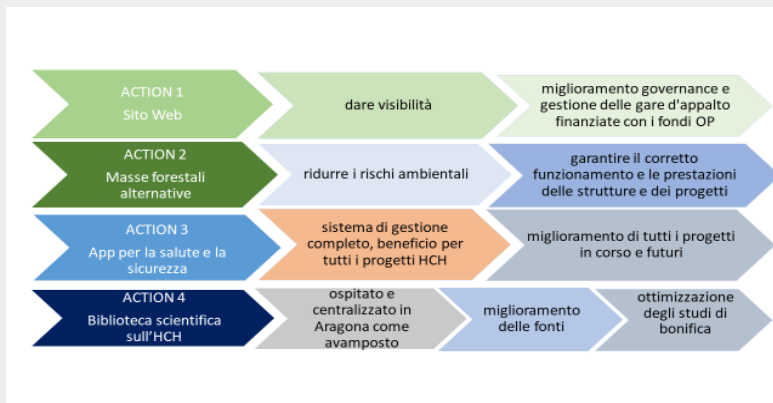 ACTION 1
Sito Web
dare visibilità
miglioramento governance e
gestione delle gare d'appalto
finanziate con i fondi OP
ACTION 2
Masse forestali
alternative
ridurre i rischi ambientali
garantire il corretto
funzionamento e le prestazioni
delle strutture e dei progetti
ACTION 3
App per la salute e la
sicurezza
sistema di gestione
completo, beneficio per
tutti i progetti HCH
miglioramento di tutti i progetti
in corso e futuri
ACTION 4
Biblioteca scientifica
sull'HCH
ospitato e
centralizzato in
Aragona come
avamposto
miglioramento
delle fonti
ottimizzazione
degli studi di
bonifica